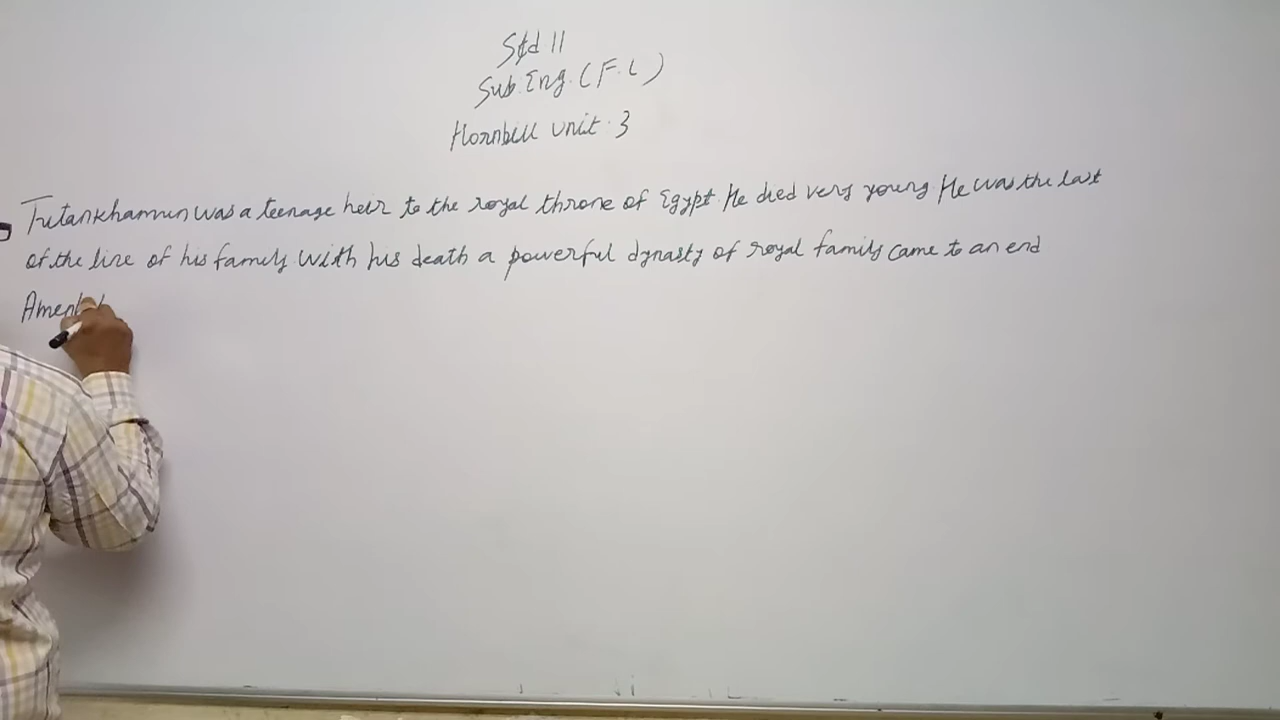 Std 11
Sub. Eng. (F.L)
Hornbill unit: 3
Tutankhamun was a teenage heir to the royal throne of Egypt. He died very young. He was the last
of the line of his family with his death a powerful dynasty of royal family came to an end